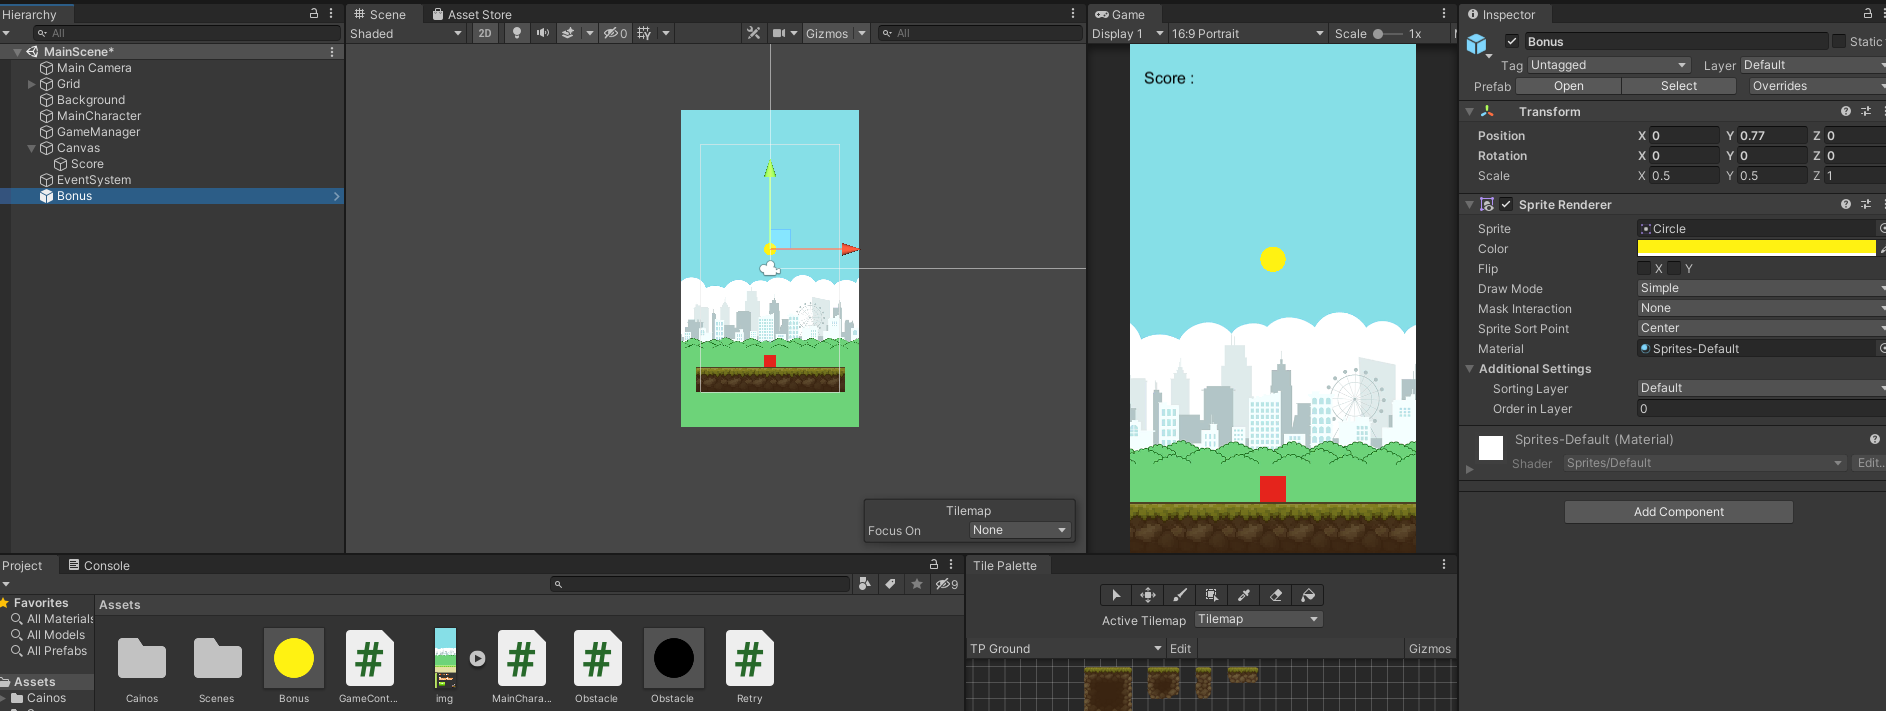 Hierarchy
All
MainScene*
Main Camera
Grid
Background
MainCharacter
GameManager
Canvas
Score
EventSystem
Bonus
Scene
Asset Store
Shaded
2D
0
Gizmos
All
Tilemap
Focus On
None
Game
Display 1
16:9 Portrait
Scale
1x
Score :
Inspector
Bonus
Static
Tag
Untagged
Layer
Default
Prefab
Open
Select
Overrides
Transform
Position X 0 Y 0.77 Z 0
Rotation X 0 Y 0 Z 0
Scale X 0.5 Y 0.5 Z 1
Sprite Renderer
Sprite
Circle
Color
Flip
X
Y
Draw Mode
Simple
Mask Interaction
None
Sprite Sort Point
Center
Material
Sprites-Default
Additional Settings
Sorting Layer
Default
Order in Layer
0
Sprites-Default (Material)
Shader
Sprites/Default
Edit..
Add Component
Project
Console
9
Favorites
All Materials
All Models
All Prefabs
Assets
Cainos
Assets
Cainos
Scenes
Bonus
GameCont...
img
MainChara...
Obstacle
Obstacle
Retry
Tile Palette
Active Tilemap
Tilemap
TP Ground
Edit
Gizmos